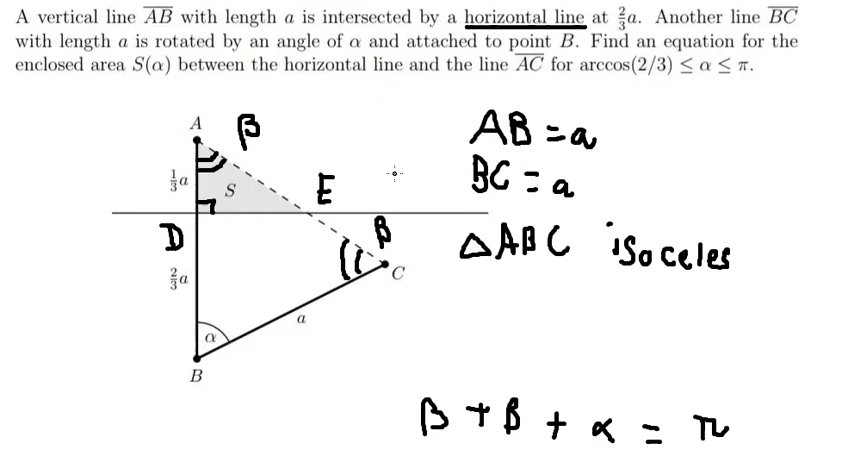 A vertical line AB with length a is intersected by a horizontal line at 2/3a. Another line BC
with length a is rotated by an angle of α and attached to point B. Find an equation for the
enclosed area S(α) between the horizontal line and the line AC for arccos(2/3) ≤ α ≤ π.
A β
AB = a
1/3a S E
BC = a
D β
ΔABC isoceles
2/3a C
α a
B
β + β + α = π